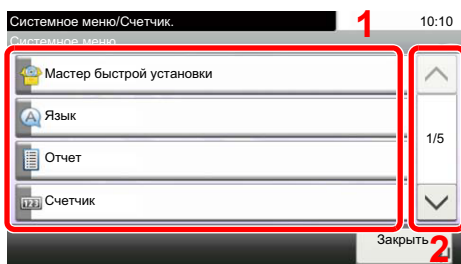 Системное меню/Счетчик. 10:10
1
Системное меню
Мастер быстрой установки
Язык
1/5
Отчет
Счетчик
Закрыть
2